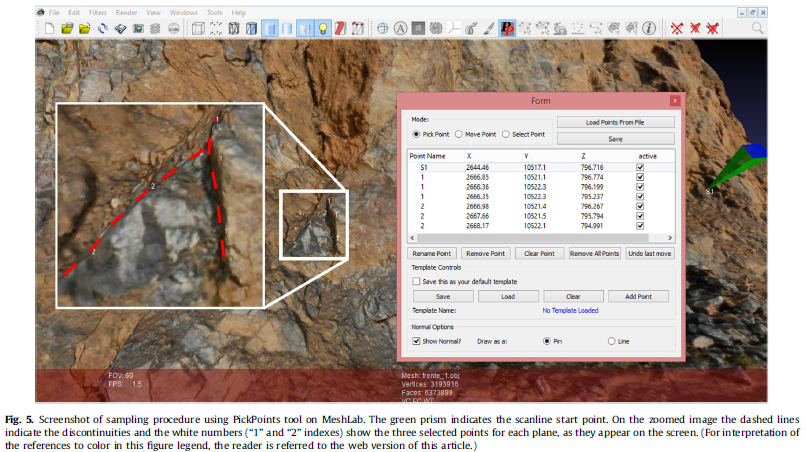 File Edit Filters Render View Windows Tools Help
A
PP
i
1
1
2
2
1
2
1
2
1
2
S1
Form
x
Mode:
Pick Point Move Point Select Point
Load Points From File
Save
Point Name X Y Z active
S1 2644.46 10517.1 796.716
1 2666.85 10521.1 796.774
1 2666.36 10522.3 796.199
1 2666.35 10522.3 795.237
2 2666.98 10521.4 796.267
2 2667.66 10521.5 795.794
2 2668.17 10522.1 794.991
Rename Point Remove Point Clear Point Remove All Points Undo last move
Template Controls
Save this as your default template
Save Load Clear Add Point
Template Name: No Template Loaded
Normal Options
Show Normal? Draw as a: Pin Line
FOV: 60
FPS: 1.5
Mesh: frente_1.obj
Vertices: 3193916
Faces: 6373899
VC FC WT
Fig. 5. Screenshot of sampling procedure using PickPoints tool on MeshLab. The green prism indicates the scanline start point. On the zoomed image the dashed lines
indicate the discontinuities and the white numbers (“1” and “2” indexes) show the three selected points for each plane, as they appear on the screen. (For interpretation of
the references to color in this figure legend, the reader is referred to the web version of this article.)